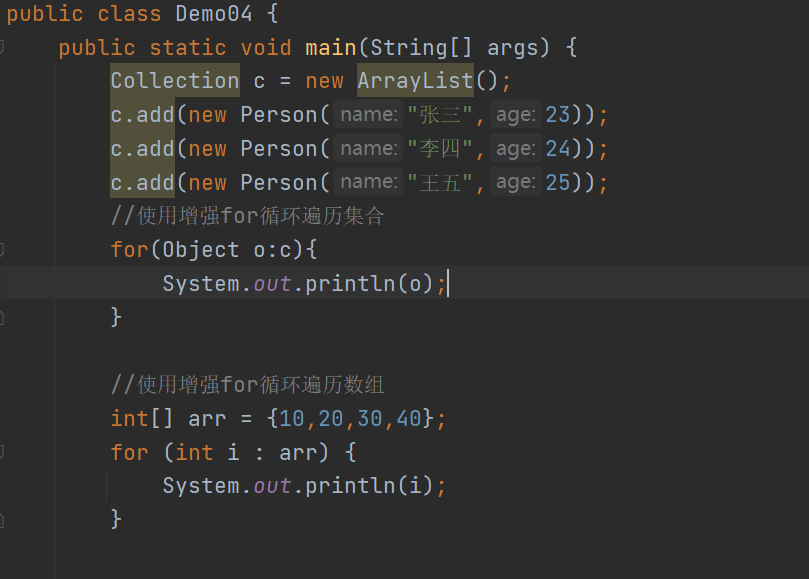 public class Demo04 {
public static void main(String[] args) {
Collection c = new ArrayList();
c.add(new Person( name: "张三", age: 23));
c.add(new Person( name: "李四", age: 24));
c.add(new Person( name: "王五", age: 25));
//使用增强for循环遍历集合
for(Object o:c){
System.out.println(o);
}
//使用增强for循环遍历数组
int[] arr = {10,20,30,40};
for (int i : arr) {
System.out.println(i);
}